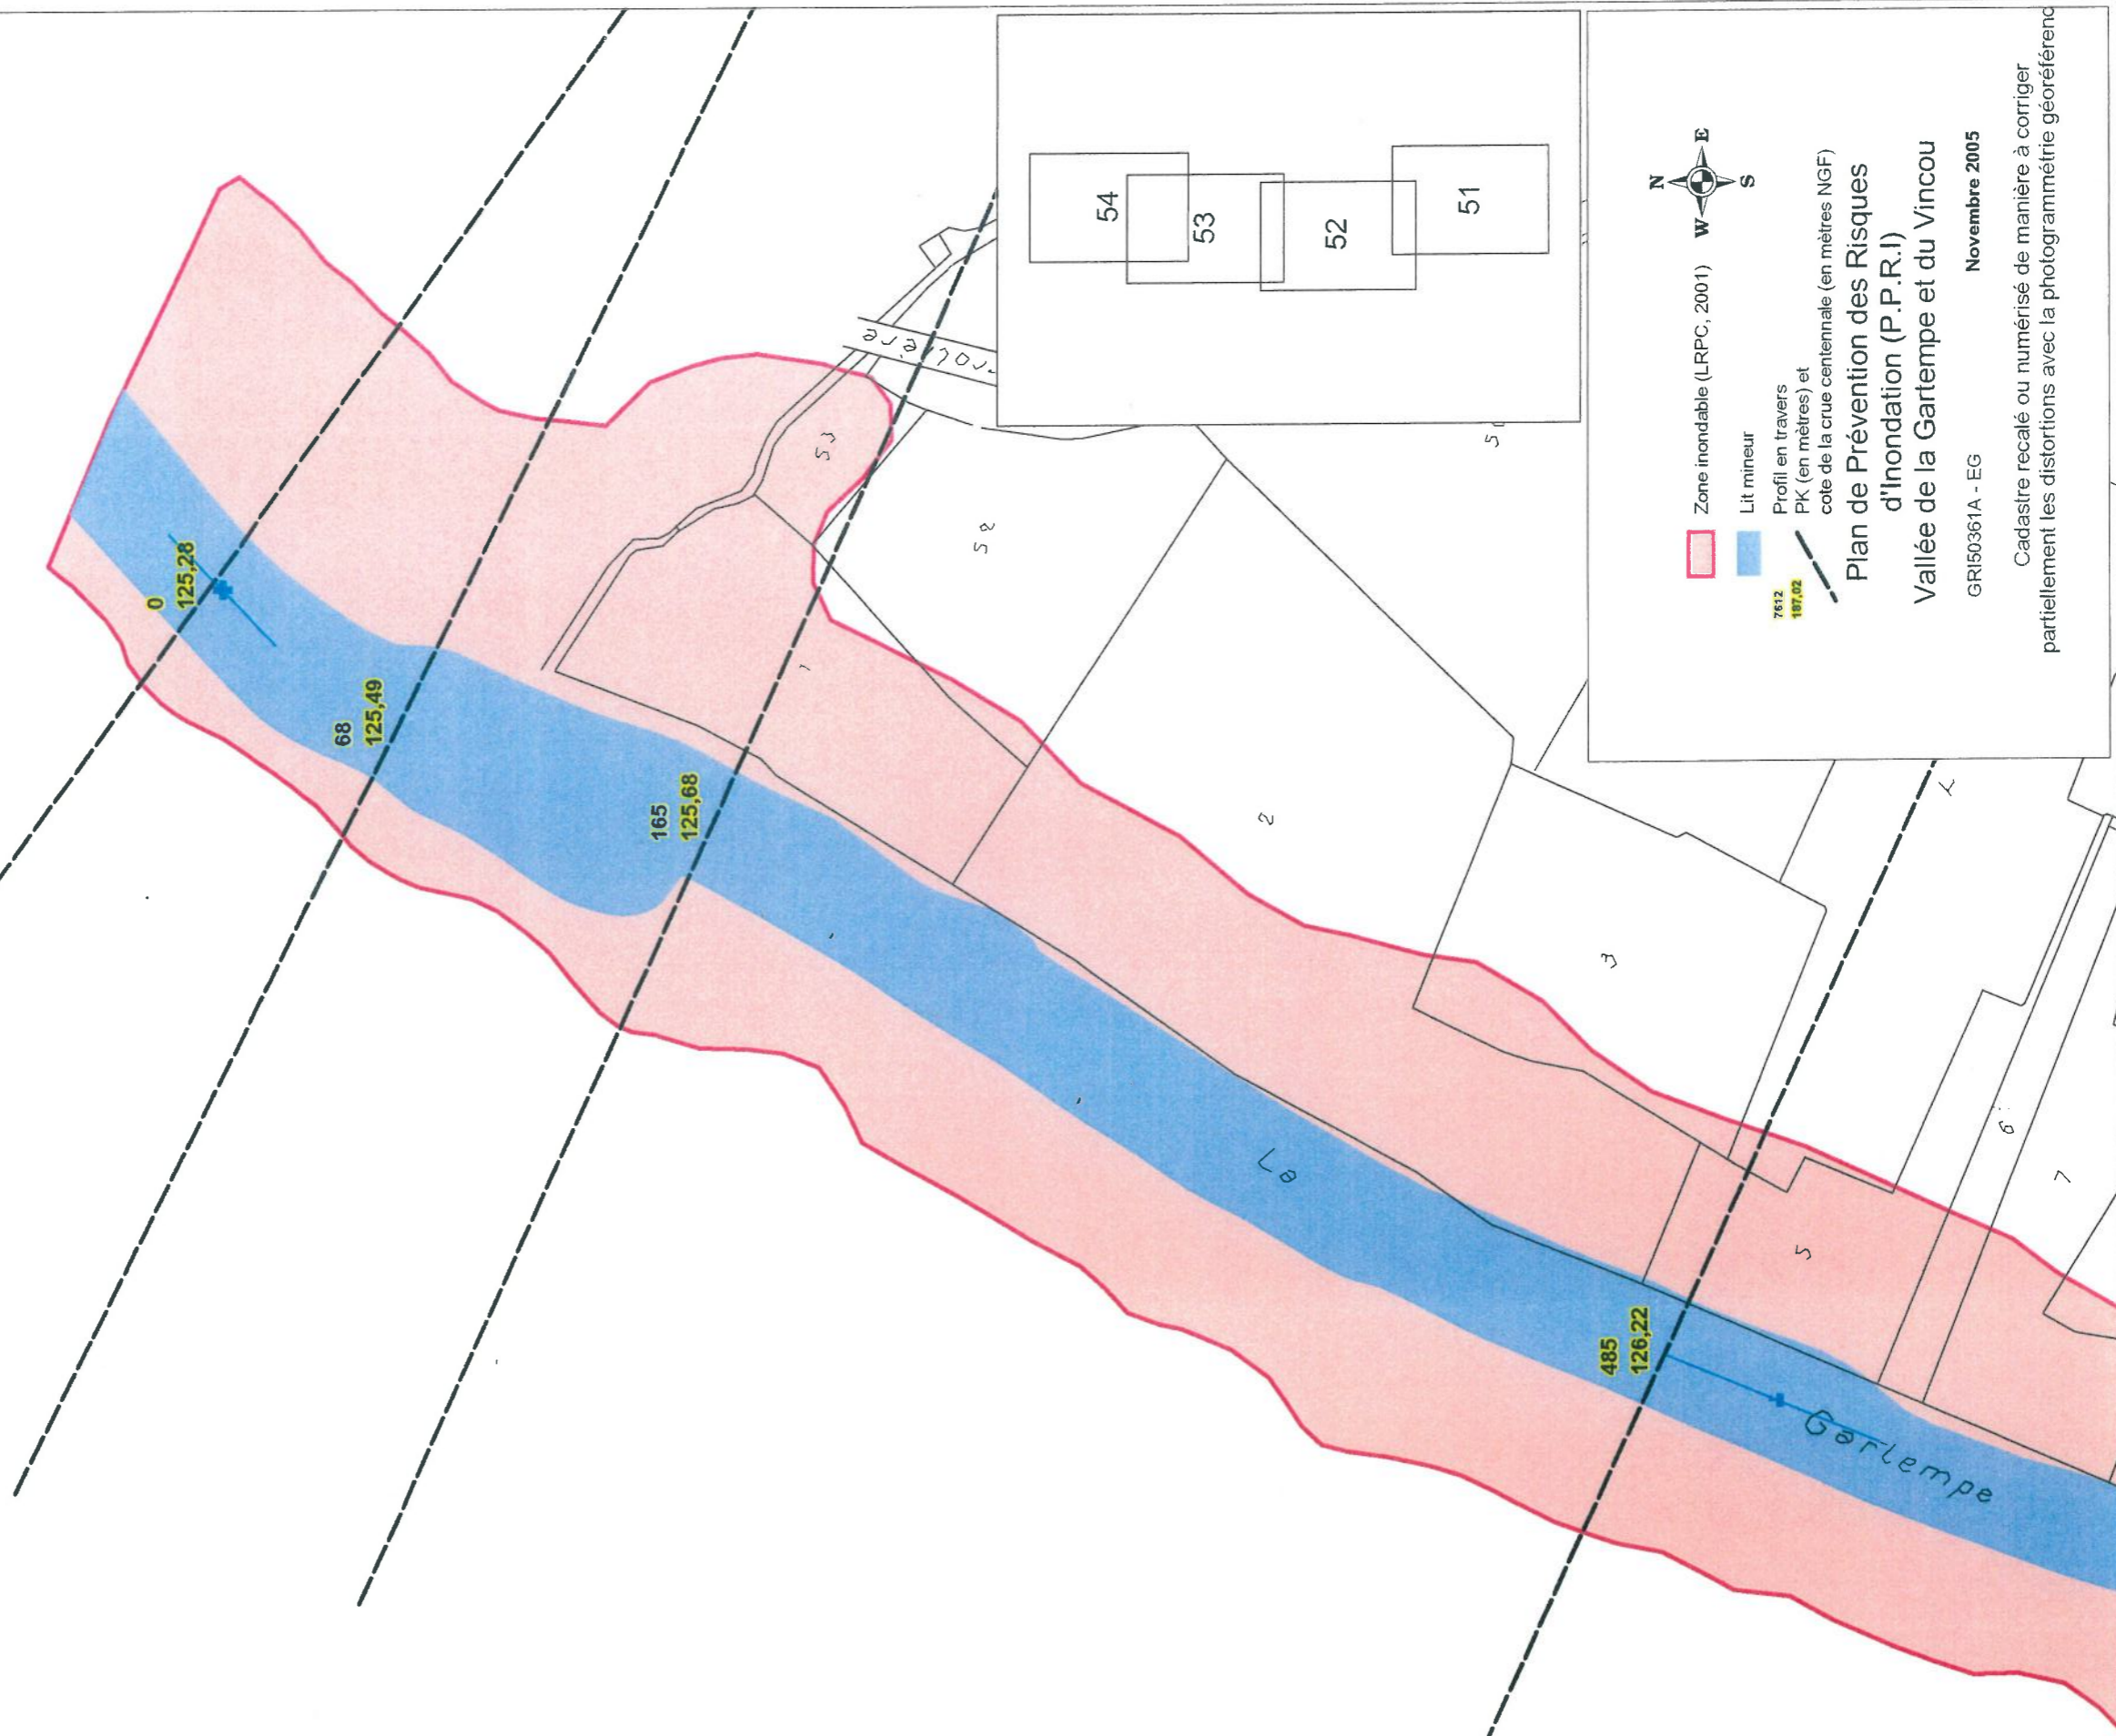 0
125,28
68
125,49
165
125,68
485
126,22
La
Gartempe
53
52
1
2
3
5
6
7
54
53
52
51
N
W E
S
Zone inondable (LRPC, 2001)
Lit mineur
7612
187,02
Profil en travers
PK (en mètres) et
cote de la crue centennale (en mètres NGF)
Plan de Prévention des Risques
d'Inondation (P.P.R.I)
Vallée de la Gartempe et du Vincou
GRI50361A - EG
Novembre 2005
Cadastre recalé ou numérisé de manière à corriger
partiellement les distortions avec la photogrammétrie géoréférenc